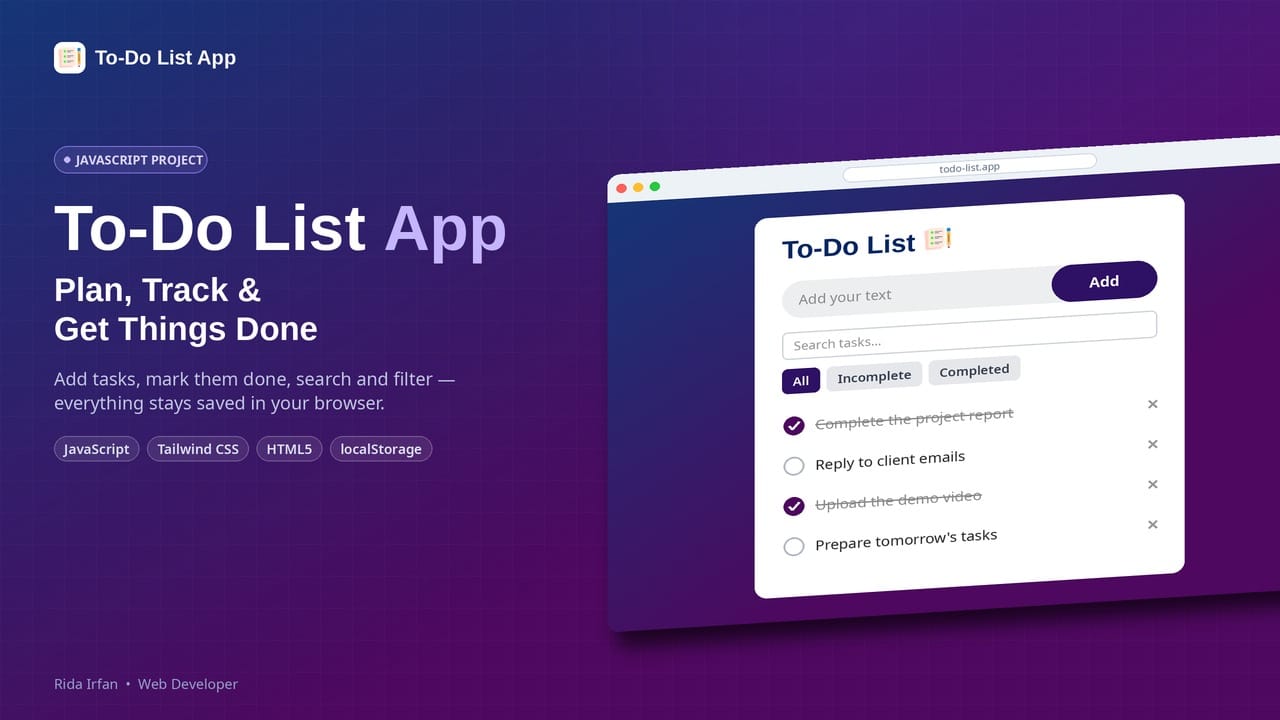 To-Do List App
JAVASCRIPT PROJECT
To-Do List App
Plan, Track &
Get Things Done
Add tasks, mark them done, search and filter —
everything stays saved in your browser.
JavaScript
Tailwind CSS
HTML5
localStorage
Rida Irfan • Web Developer
todo-list.app
To-Do List
Add your text
Add
Search tasks...
All
Incomplete
Completed
Complete the project report
Reply to client emails
Upload the demo video
Prepare tomorrow's tasks